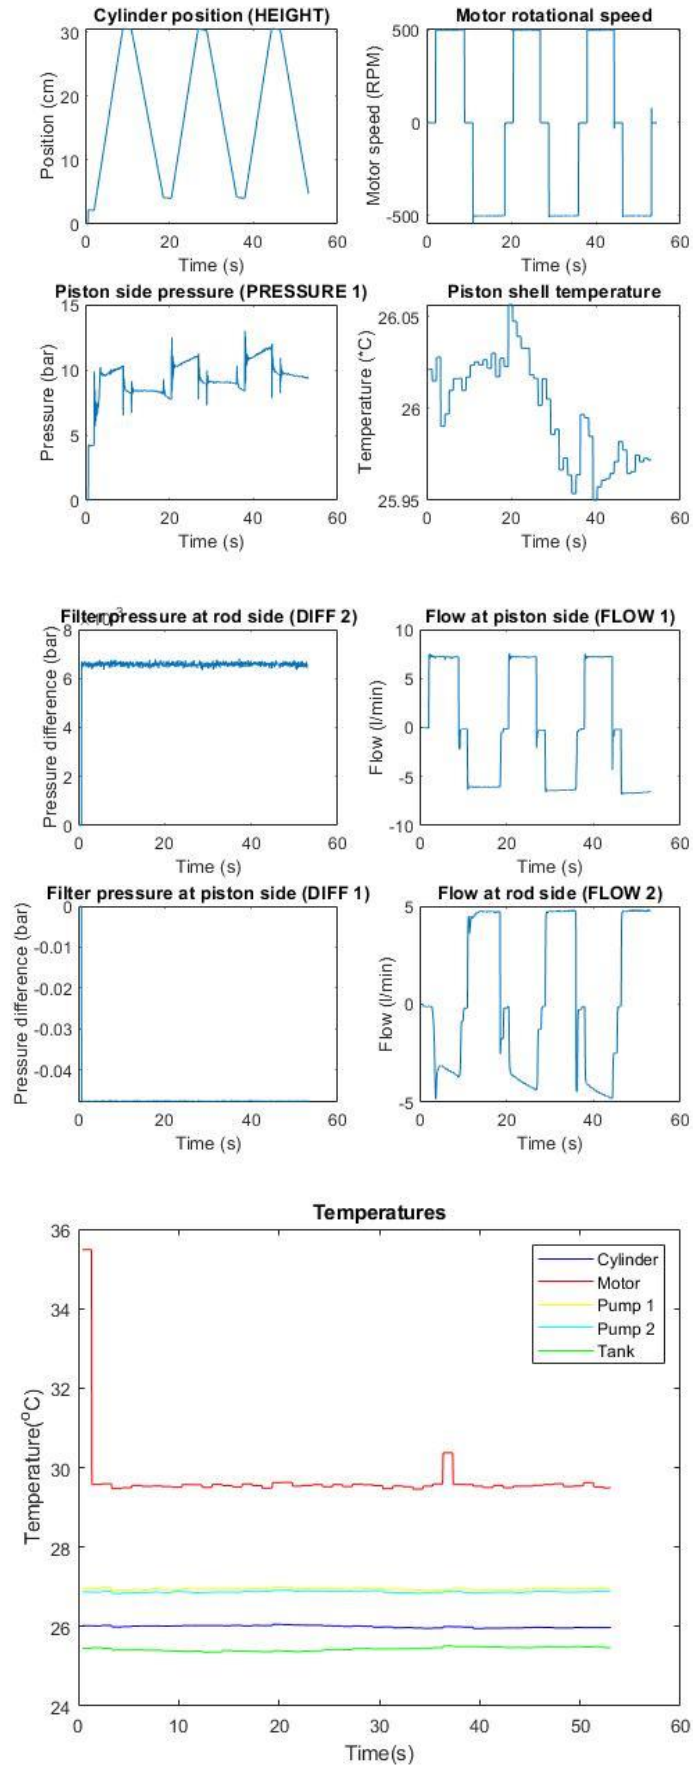 Cylinder position (HEIGHT)
30
20
10
0
Position (cm)
0 20 40 60
Time (s)
Motor rotational speed
500
0
-500
Motor speed (RPM)
0 20 40 60
Time (s)
Piston side pressure (PRESSURE 1)
15
10
5
0
Pressure (bar)
0 20 40 60
Time (s)
Piston shell temperature
26.05
26
25.95
Temperature (*C)
0 20 40 60
Time (s)
Filter pressure at rod side (DIFF 2)
8
6
4
2
0
Pressure difference (bar)
0 20 40 60
Time (s)
Flow at piston side (FLOW 1)
10
5
0
-5
-10
Flow (l/min)
0 20 40 60
Time (s)
Filter pressure at piston side (DIFF 1)
0
-0.01
-0.02
-0.03
-0.04
Pressure difference (bar)
0 20 40 60
Time (s)
Flow at rod side (FLOW 2)
5
0
-5
Flow (l/min)
0 20 40 60
Time (s)
Temperatures
36
34
32
30
28
26
24
Temperature(°C)
Cylinder
Motor
Pump 1
Pump 2
Tank
0 10 20 30 40 50 60
Time(s)